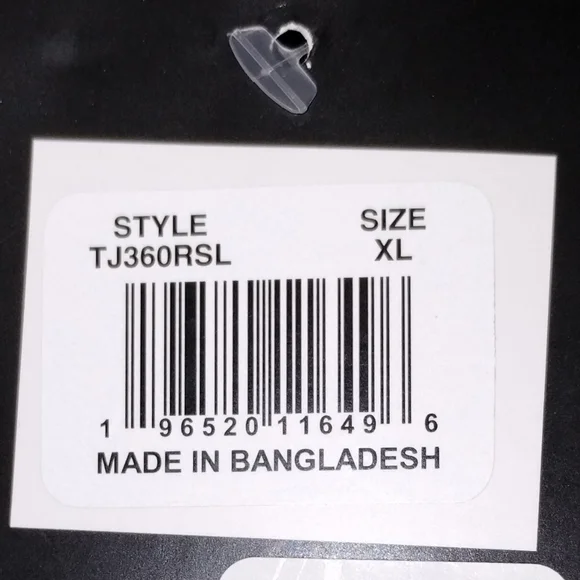 STYLE SIZE
TJ360RSL XL
1 96520 11649 6
MADE IN BANGLADESH